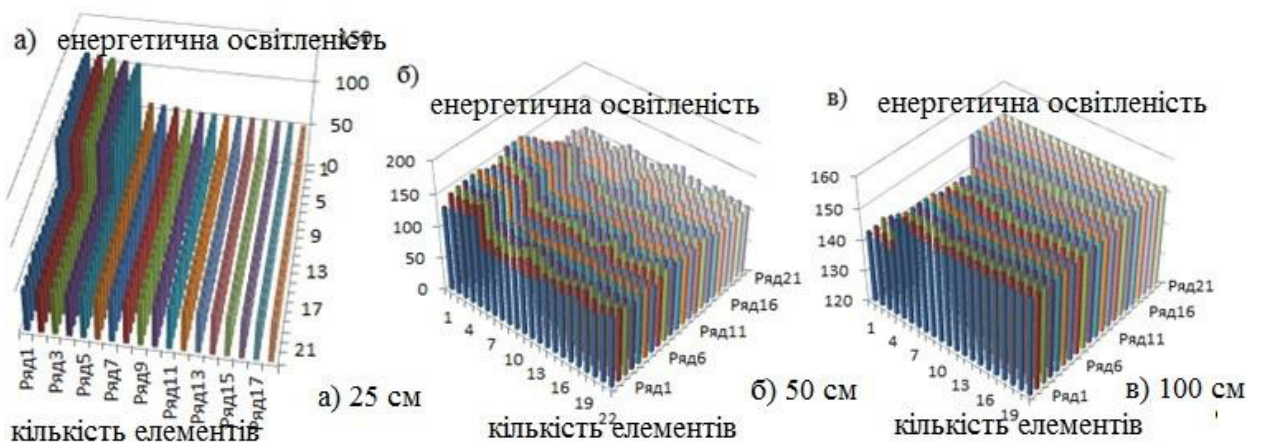 а) енергетична освітленість
150
100
50
0
1
5
9
13
17
21
Ряд1
Ряд3
Ряд5
Ряд7
Ряд9
Ряд11
Ряд13
Ряд15
Ряд17
кількість елементів
а) 25 см
б)
енергетична освітленість
200
150
100
50
0
1
4
7
10
13
16
19
22
Ряд1
Ряд6
Ряд11
Ряд16
Ряд21
кількість елементів
б) 50 см
в) енергетична освітленість
160
150
140
130
120
1
4
7
10
13
16
19
Ряд1
Ряд6
Ряд11
Ряд16
Ряд21
кількість елементів
в) 100 см